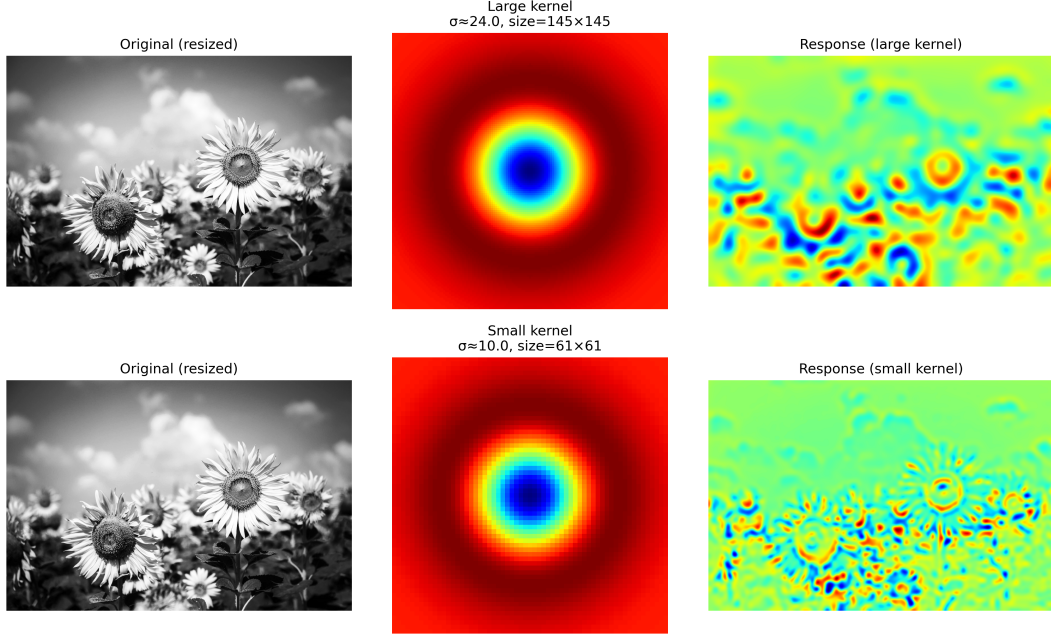 Original (resized)
Large kernel
σ≈24.0, size=145×145
Response (large kernel)
Original (resized)
Small kernel
σ≈10.0, size=61×61
Response (small kernel)